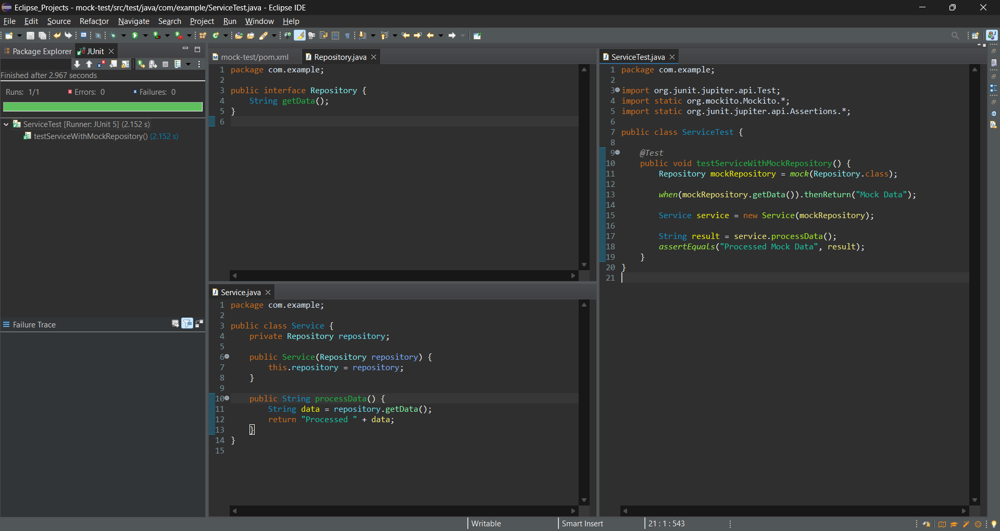 Eclipse_Projects - mock-test/src/test/java/com/example/ServiceTest.java - Eclipse IDE
File Edit Source Refactor Navigate Search Project Run Window Help
Package Explorer JUnit
Finished after 2.967 seconds
Runs: 1/1 Errors: 0 Failures: 0
ServiceTest [Runner: JUnit 5] (2.152 s)
testServiceWithMockRepository() (2.152 s)
Failure Trace
mock-test/pom.xml Repository.java
1 package com.example;
2
3 public interface Repository {
4 String getData();
5 }
6
Service.java
1 package com.example;
2
3 public class Service {
4 private Repository repository;
5
6 public Service(Repository repository) {
7 this.repository = repository;
8 }
9
10 public String processData() {
11 String data = repository.getData();
12 return "Processed " + data;
13 }
14 }
15
ServiceTest.java
1 package com.example;
2
3 import org.junit.jupiter.api.Test;
4 import static org.mockito.Mockito.*;
5 import static org.junit.jupiter.api.Assertions.*;
6
7 public class ServiceTest {
8
9 @Test
10 public void testServiceWithMockRepository() {
11 Repository mockRepository = mock(Repository.class);
12
13 when(mockRepository.getData()).thenReturn("Mock Data");
14
15 Service service = new Service(mockRepository);
16
17 String result = service.processData();
18 assertEquals("Processed Mock Data", result);
19 }
20 }
21
Writable Smart Insert 21 : 1 : 543